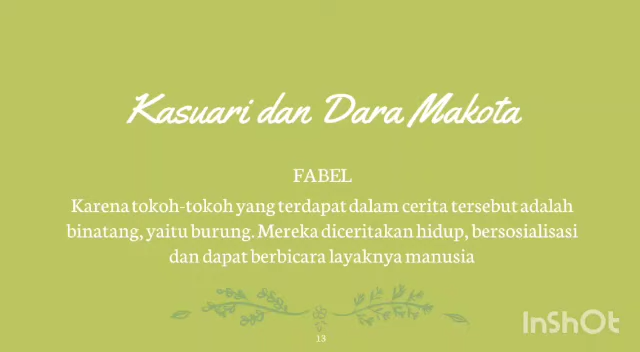 Kasuari dan Dara Makota
FABEL
Karena tokoh-tokoh yang terdapat dalam cerita tersebut adalah
binatang, yaitu burung. Mereka diceritakan hidup, bersosialisasi
dan dapat berbicara layaknya manusia
InShOt
13